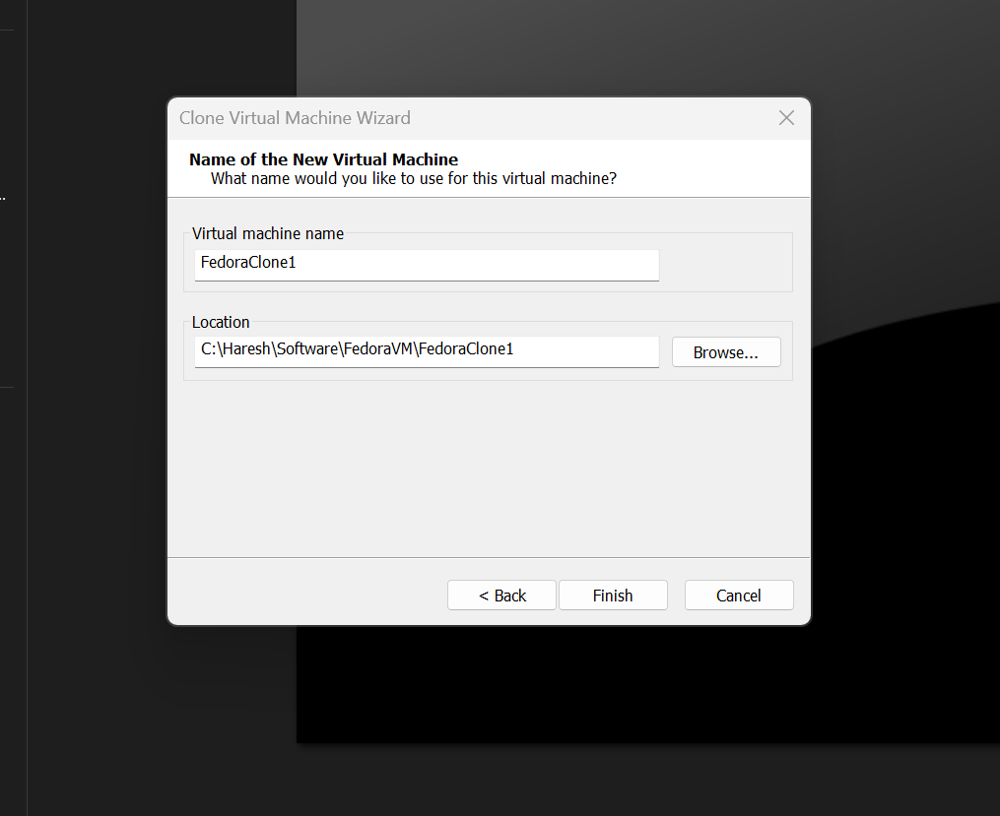 Clone Virtual Machine Wizard
Name of the New Virtual Machine
What name would you like to use for this virtual machine?
Virtual machine name
FedoraClone1
Location
C:\Haresh\Software\FedoraVM\FedoraClone1
Browse...
< Back
Finish
Cancel